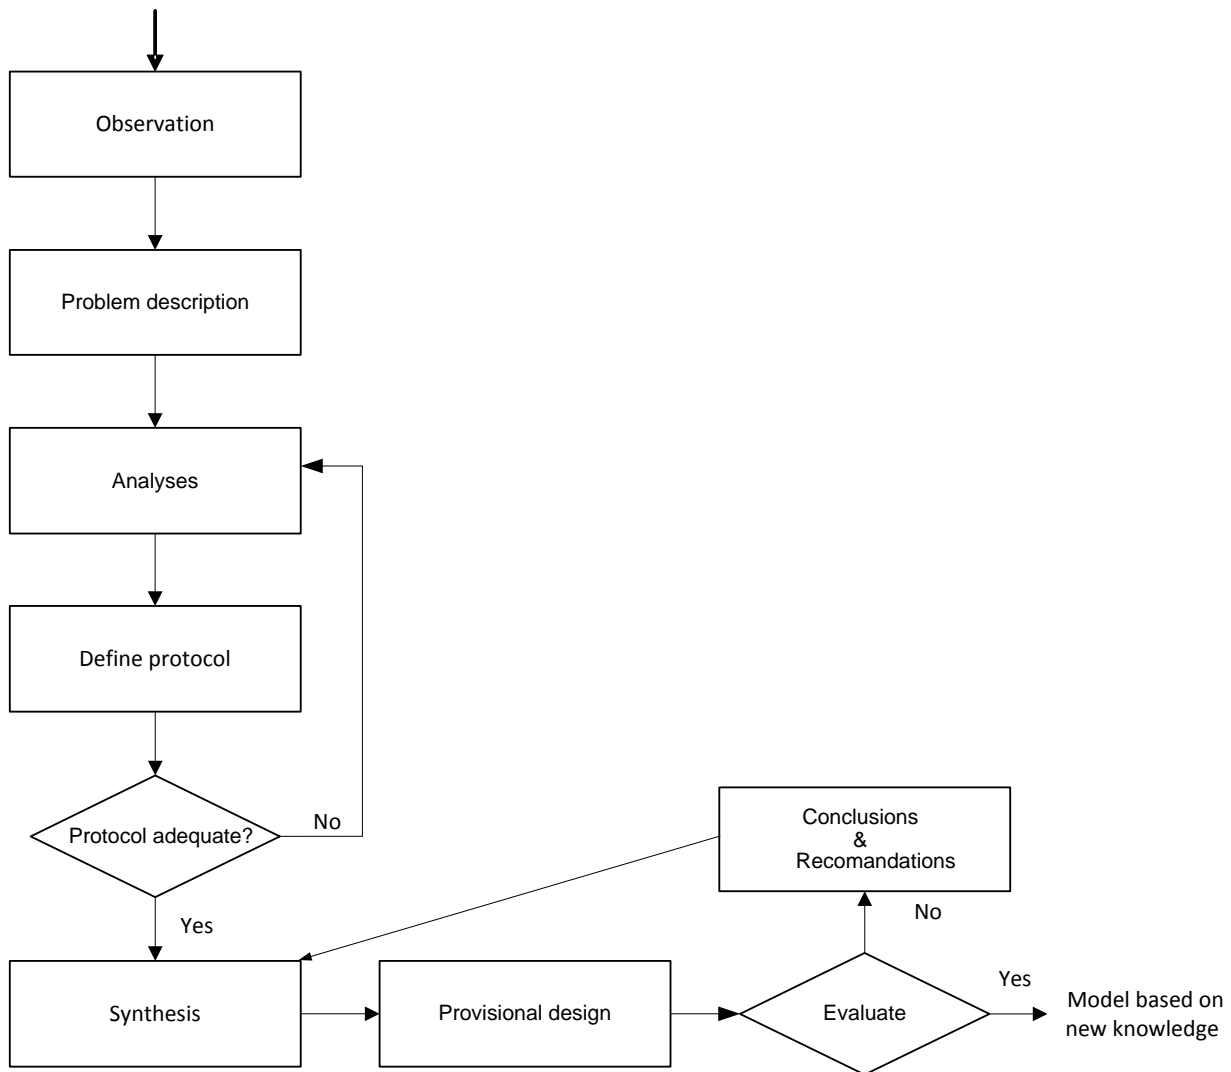 Observation
Problem description
Analyses
Define protocol
Protocol adequate?
No
Yes
Conclusions
&
Recomandations
No
Synthesis
Provisional design
Evaluate
Yes
Model based on
new knowledge